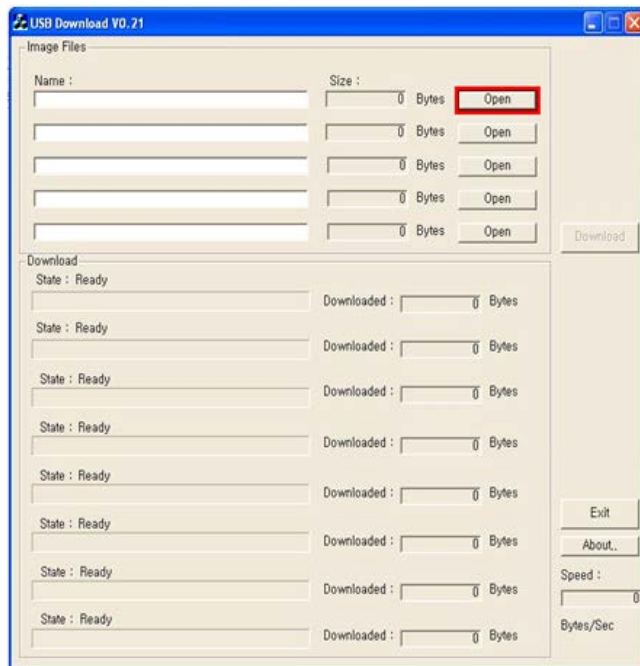 USB Download V0.21
Image Files
Name :
Size :
0 Bytes Open
0 Bytes Open
0 Bytes Open
0 Bytes Open
0 Bytes Open
Download
Download
State : Ready
Downloaded : 0 Bytes
State : Ready
Downloaded : 0 Bytes
State : Ready
Downloaded : 0 Bytes
State : Ready
Downloaded : 0 Bytes
State : Ready
Downloaded : 0 Bytes
State : Ready
Downloaded : 0 Bytes
State : Ready
Downloaded : 0 Bytes
State : Ready
Downloaded : 0 Bytes
Exit
About..
Speed :
0
Bytes/Sec